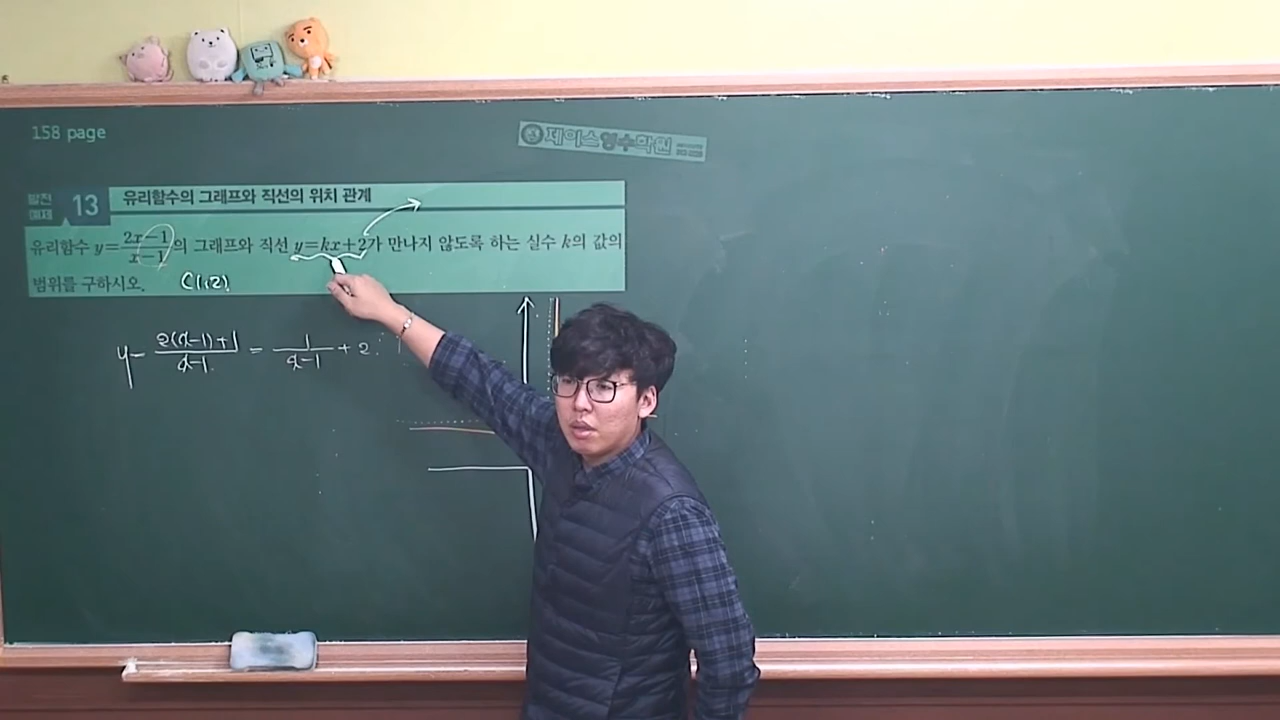 158 page
제이스영수학원
발전 예제 13 유리함수의 그래프와 직선의 위치 관계
유리함수 y=\frac{2x-1}{x-1}의 그래프와 직선 y=kx+2가 만나지 않도록 하는 실수 k의 값의
범위를 구하시오. C(1,2)
y= \frac{2(x-1)+1}{x-1} = \frac{1}{x-1} + 2.